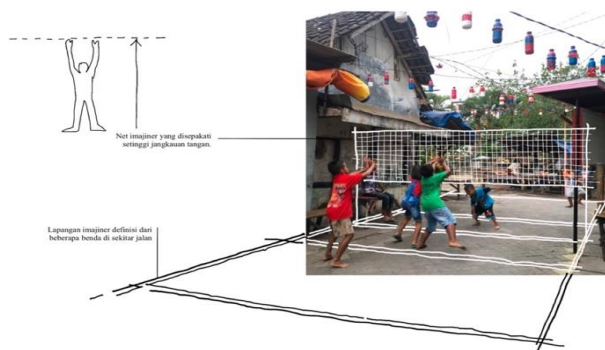 Net imajiner yang disepakati
setinggi jangkauan tangan.
Lapangan imajiner definisi dari
beberapa benda di sekitar jalan